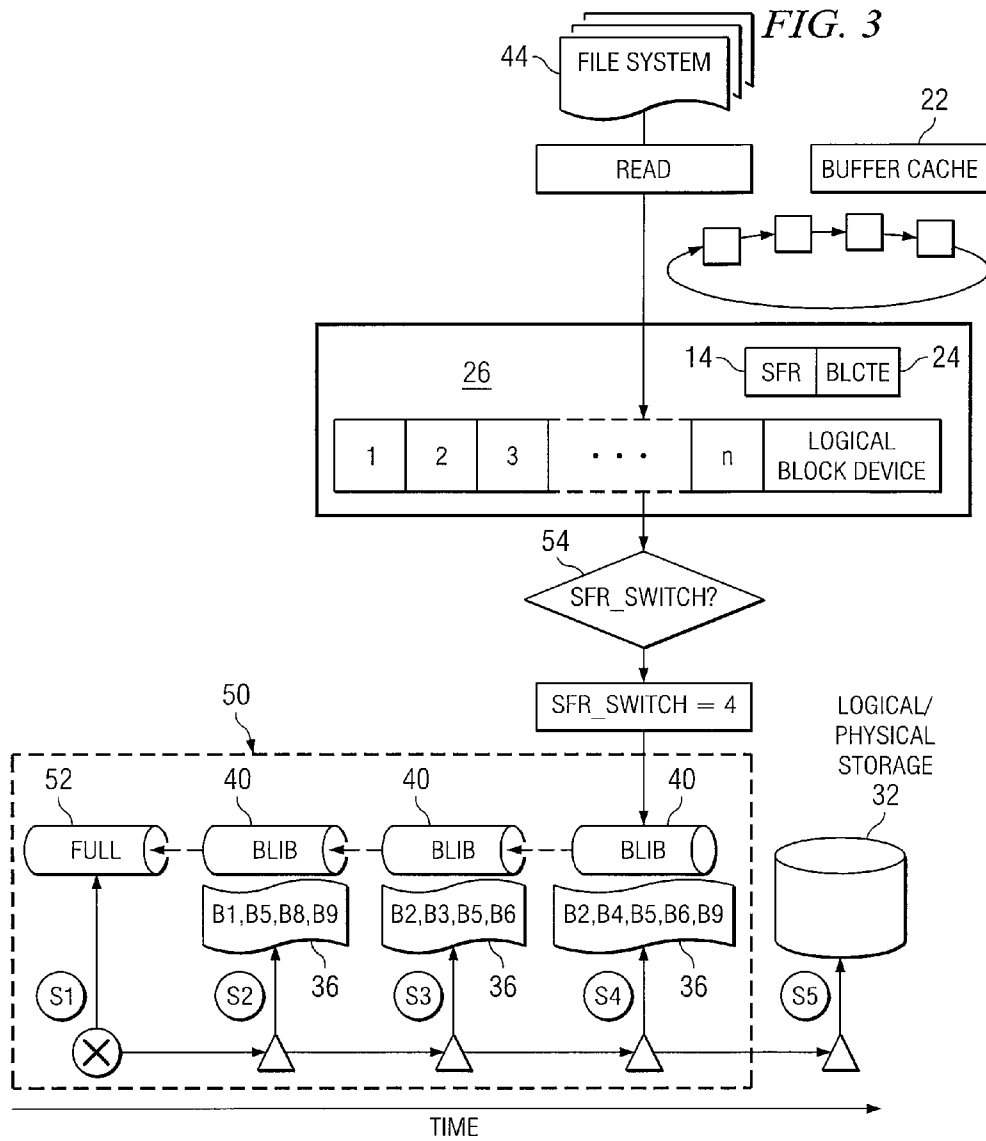 FIG. 3
44
FILE SYSTEM
22
READ
BUFFER CACHE
26
14
SFR
BLCTE
24
1
2
3
• • •
n
LOGICAL
BLOCK DEVICE
54
SFR_SWITCH?
50
SFR_SWITCH = 4
LOGICAL/
PHYSICAL
STORAGE
32
52
40
40
40
FULL
BLIB
BLIB
BLIB
B1,B5,B8,B9
B2,B3,B5,B6
B2,B4,B5,B6,B9
36
36
36
S1
S2
S3
S4
S5
TIME